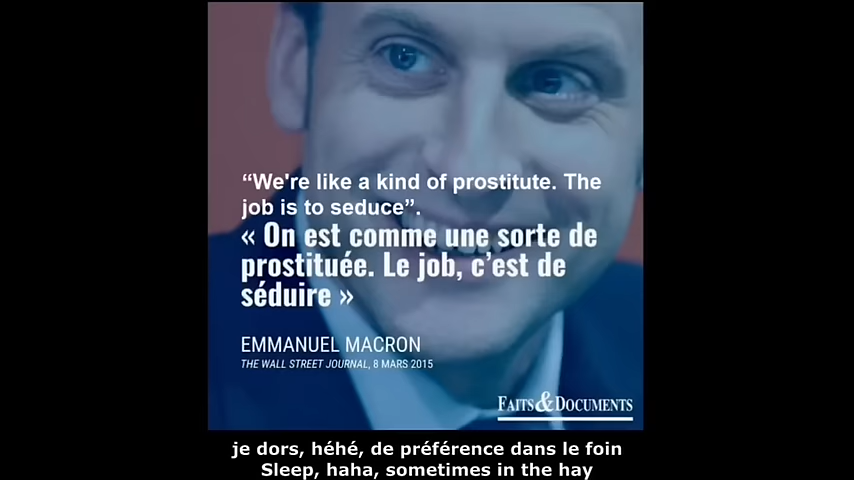 “We're like a kind of prostitute. The
job is to seduce”.
« On est comme une sorte de
prostituée. Le job, c’est de
séduire »
EMMANUEL MACRON
THE WALL STREET JOURNAL, 8 MARS 2015
FAITS&DOCUMENTS
je dors, héhé, de préférence dans le foin
Sleep, haha, sometimes in the hay